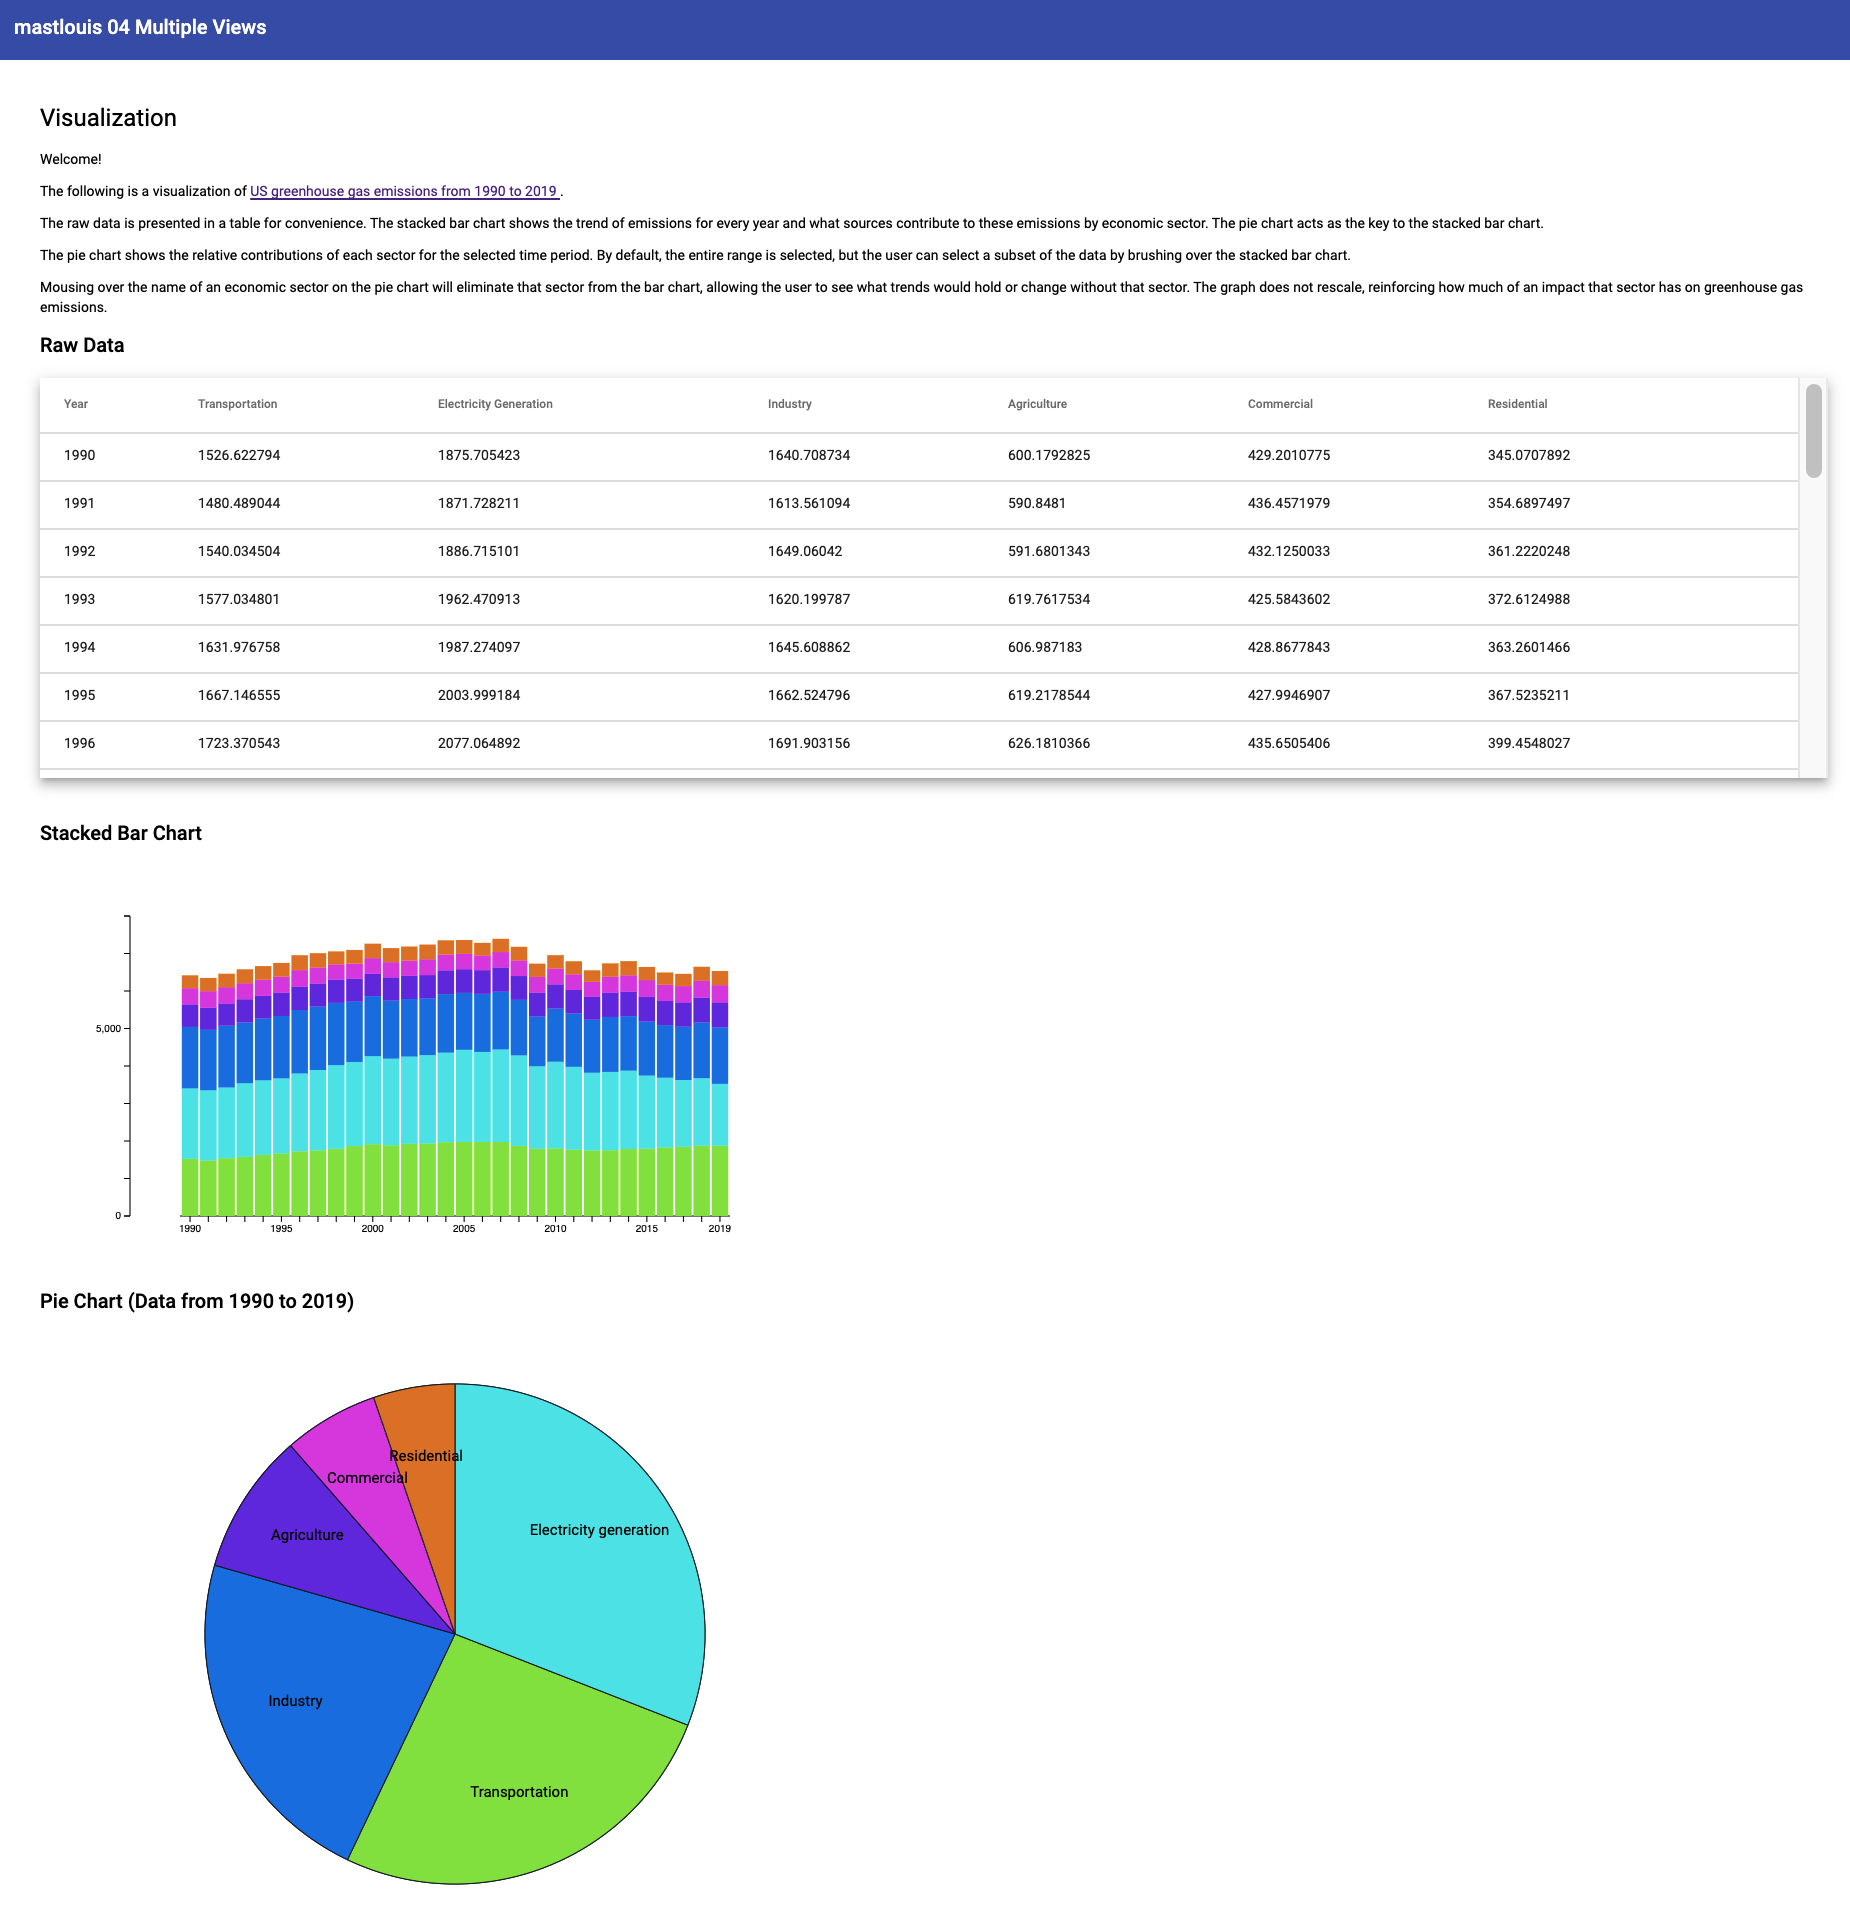 mastlouis 04 Multiple Views
Visualization
Welcome!
The following is a visualization of US greenhouse gas emissions from 1990 to 2019 .
The raw data is presented in a table for convenience. The stacked bar chart shows the trend of emissions for every year and what sources contribute to these emissions by economic sector. The pie chart acts as the key to the stacked bar chart.
The pie chart shows the relative contributions of each sector for the selected time period. By default, the entire range is selected, but the user can select a subset of the data by brushing over the stacked bar chart.
Mousing over the name of an economic sector on the pie chart will eliminate that sector from the bar chart, allowing the user to see what trends would hold or change without that sector. The graph does not rescale, reinforcing how much of an impact that sector has on greenhouse gas
emissions.
Raw Data
Year Transportation Electricity Generation Industry Agriculture Commercial Residential
1990 1526.622794 1875.705423 1640.708734 600.1792825 429.2010775 345.0707892
1991 1480.489044 1871.728211 1613.561094 590.8481 436.4571979 354.6897497
1992 1540.034504 1886.715101 1649.06042 591.6801343 432.1250033 361.2220248
1993 1577.034801 1962.470913 1620.199787 619.7617534 425.5843602 372.6124988
1994 1631.976758 1987.274097 1645.608862 606.987183 428.8677843 363.2601466
1995 1667.146555 2003.999184 1662.524796 619.2178544 427.9946907 367.5235211
1996 1723.370543 2077.064892 1691.903156 626.1810366 435.6505406 399.4548027
Stacked Bar Chart
5,000
0
1990 1995 2000 2005 2010 2015 2019
Pie Chart (Data from 1990 to 2019)
Residential
Commercial
Electricity generation
Agriculture
Industry
Transportation